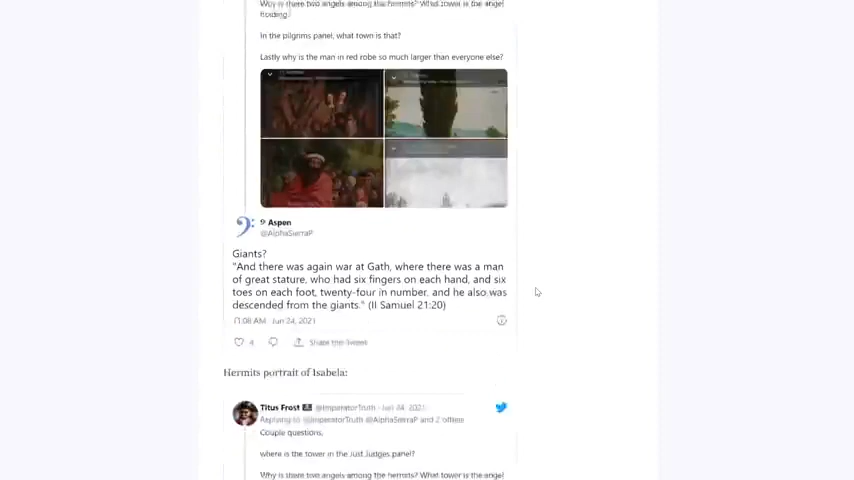 Why is there two angels among the hermits? What tower is the angel
holding
In the pilgrims panel, what town is that?
Lastly why is the man in red robe so much larger than everyone else?
Aspen
@AlphaSierraP
Giants?
"And there was again war at Gath, where there was a man
of great stature, who had six fingers on each hand, and six
toes on each foot, twenty-four in number, and he also was
descended from the giants." (II Samuel 21:20)
11:08 AM · Jun 24, 2021
4 Share this Tweet
Hermits portrait of Isabela:
Titus Frost @ImperatorTruth · Jun 24, 2021
Replying to @ImperatorTruth @AlphaSierraP and 2 others
Couple questions,
where is the tower in the Just Judges panel?
Why is there two angels among the hermits? What tower is the angel